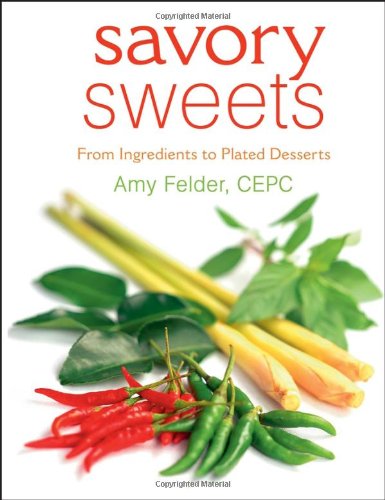 Copyrighted Material
savory
sweets
From Ingredients to Plated Desserts
Amy Felder, CEPC
Copyrighted Material